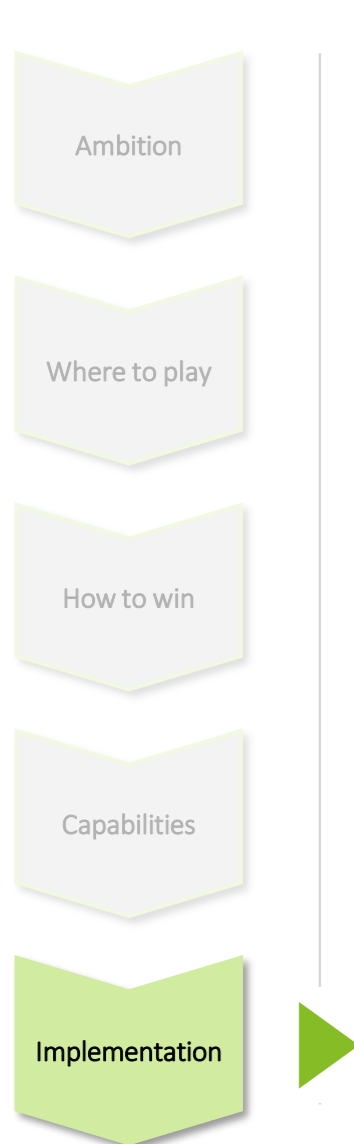 Ambition
Where to play
How to win
Capabilities
Implementation